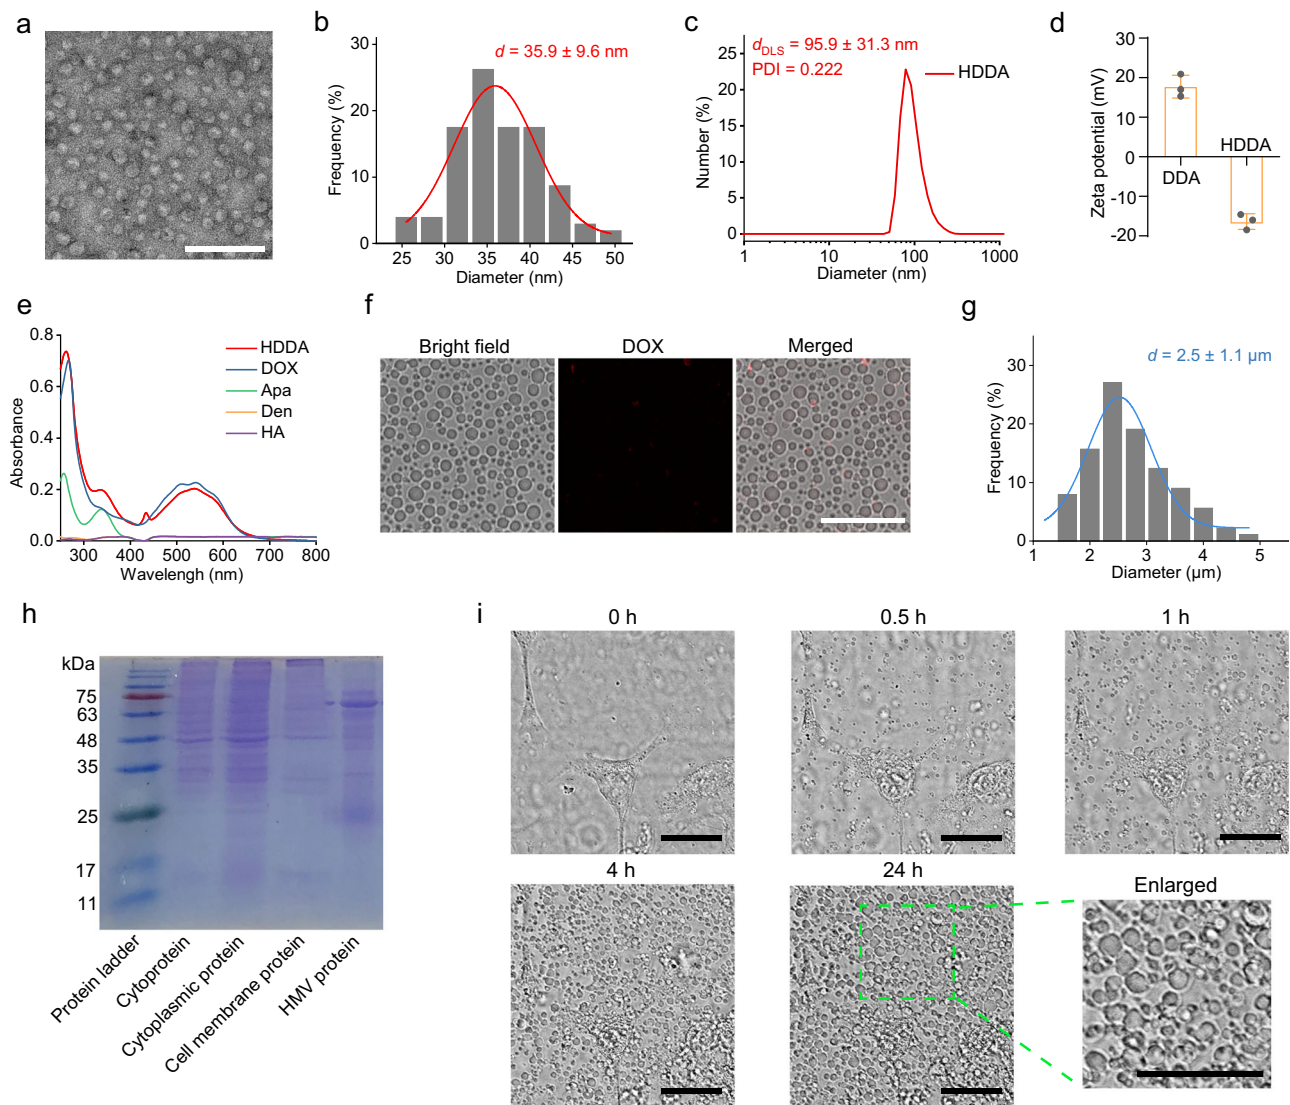 a
b
30
20
10
0
Frequency (%)
d = 35.9 ± 9.6 nm
25 30 35 40 45 50
Diameter (nm)
c
25
20
15
10
5
0
Number (%)
dDLS = 95.9 ± 31.3 nm
PDI = 0.222
HDDA
1 10 100 1000
Diameter (nm)
d
30
20
10
0
-10
-20
Zeta potential (mV)
HDDA
DDA
e
0.8
0.6
0.4
0.2
0.0
Absorbance
HDDA
DOX
Apa
Den
HA
300 400 500 600 700 800
Wavelengh (nm)
f
Bright field DOX Merged
g
30
20
10
0
Frequency (%)
d = 2.5 ± 1.1 µm
1 2 3 4 5
Diameter (µm)
h
kDa
75
63
48
35
25
17
11
Protein ladder
Cytoprotein
Cytoplasmic protein
Cell membrane protein
HMV protein
i
0 h 0.5 h 1 h
4 h 24 h Enlarged